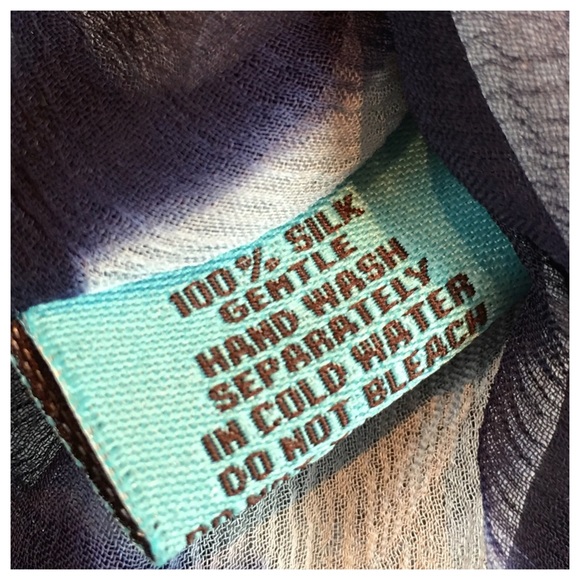 100% SILK
GENTLE
HAND WASH
SEPARATELY
IN COLD WATER
DO NOT BLEACH